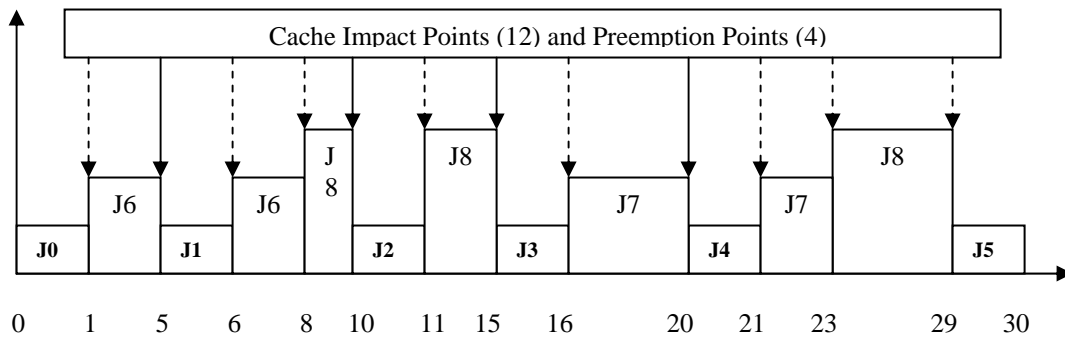 Cache Impact Points (12) and Preemption Points (4)
J
8
J8
J8
J6
J6
J7
J7
J0
J1
J2
J3
J4
J5
0 1 5 6 8 10 11 15 16 20 21 23 29 30